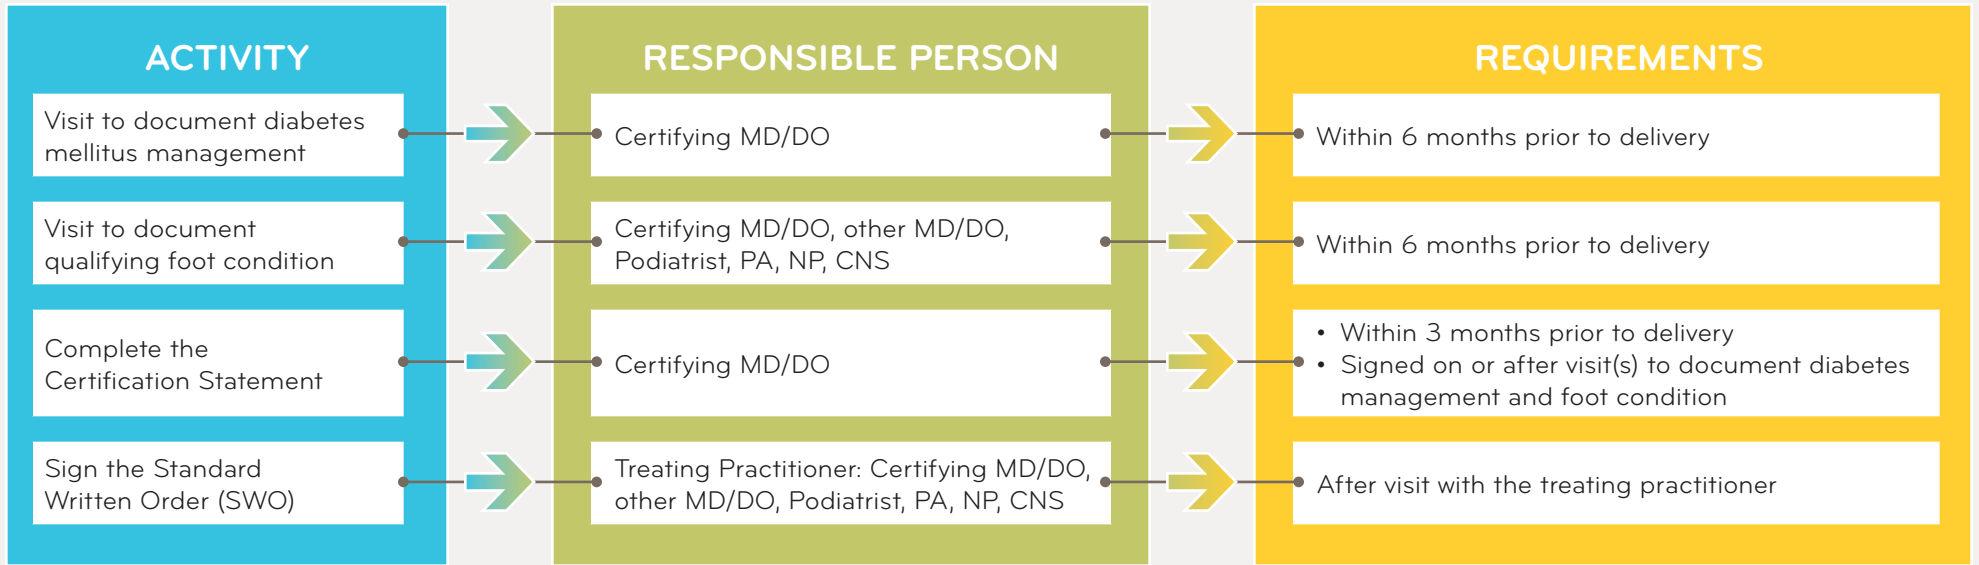 ACTIVITY
RESPONSIBLE PERSON
REQUIREMENTS
Visit to document diabetes
mellitus management
Certifying MD/DO
Within 6 months prior to delivery
Visit to document
qualifying foot condition
Certifying MD/DO, other MD/DO,
Podiatrist, PA, NP, CNS
Within 6 months prior to delivery
Complete the
Certification Statement
Certifying MD/DO
• Within 3 months prior to delivery
• Signed on or after visit(s) to document diabetes
management and foot condition
Sign the Standard
Written Order (SWO)
Treating Practitioner: Certifying MD/DO,
other MD/DO, Podiatrist, PA, NP, CNS
After visit with the treating practitioner